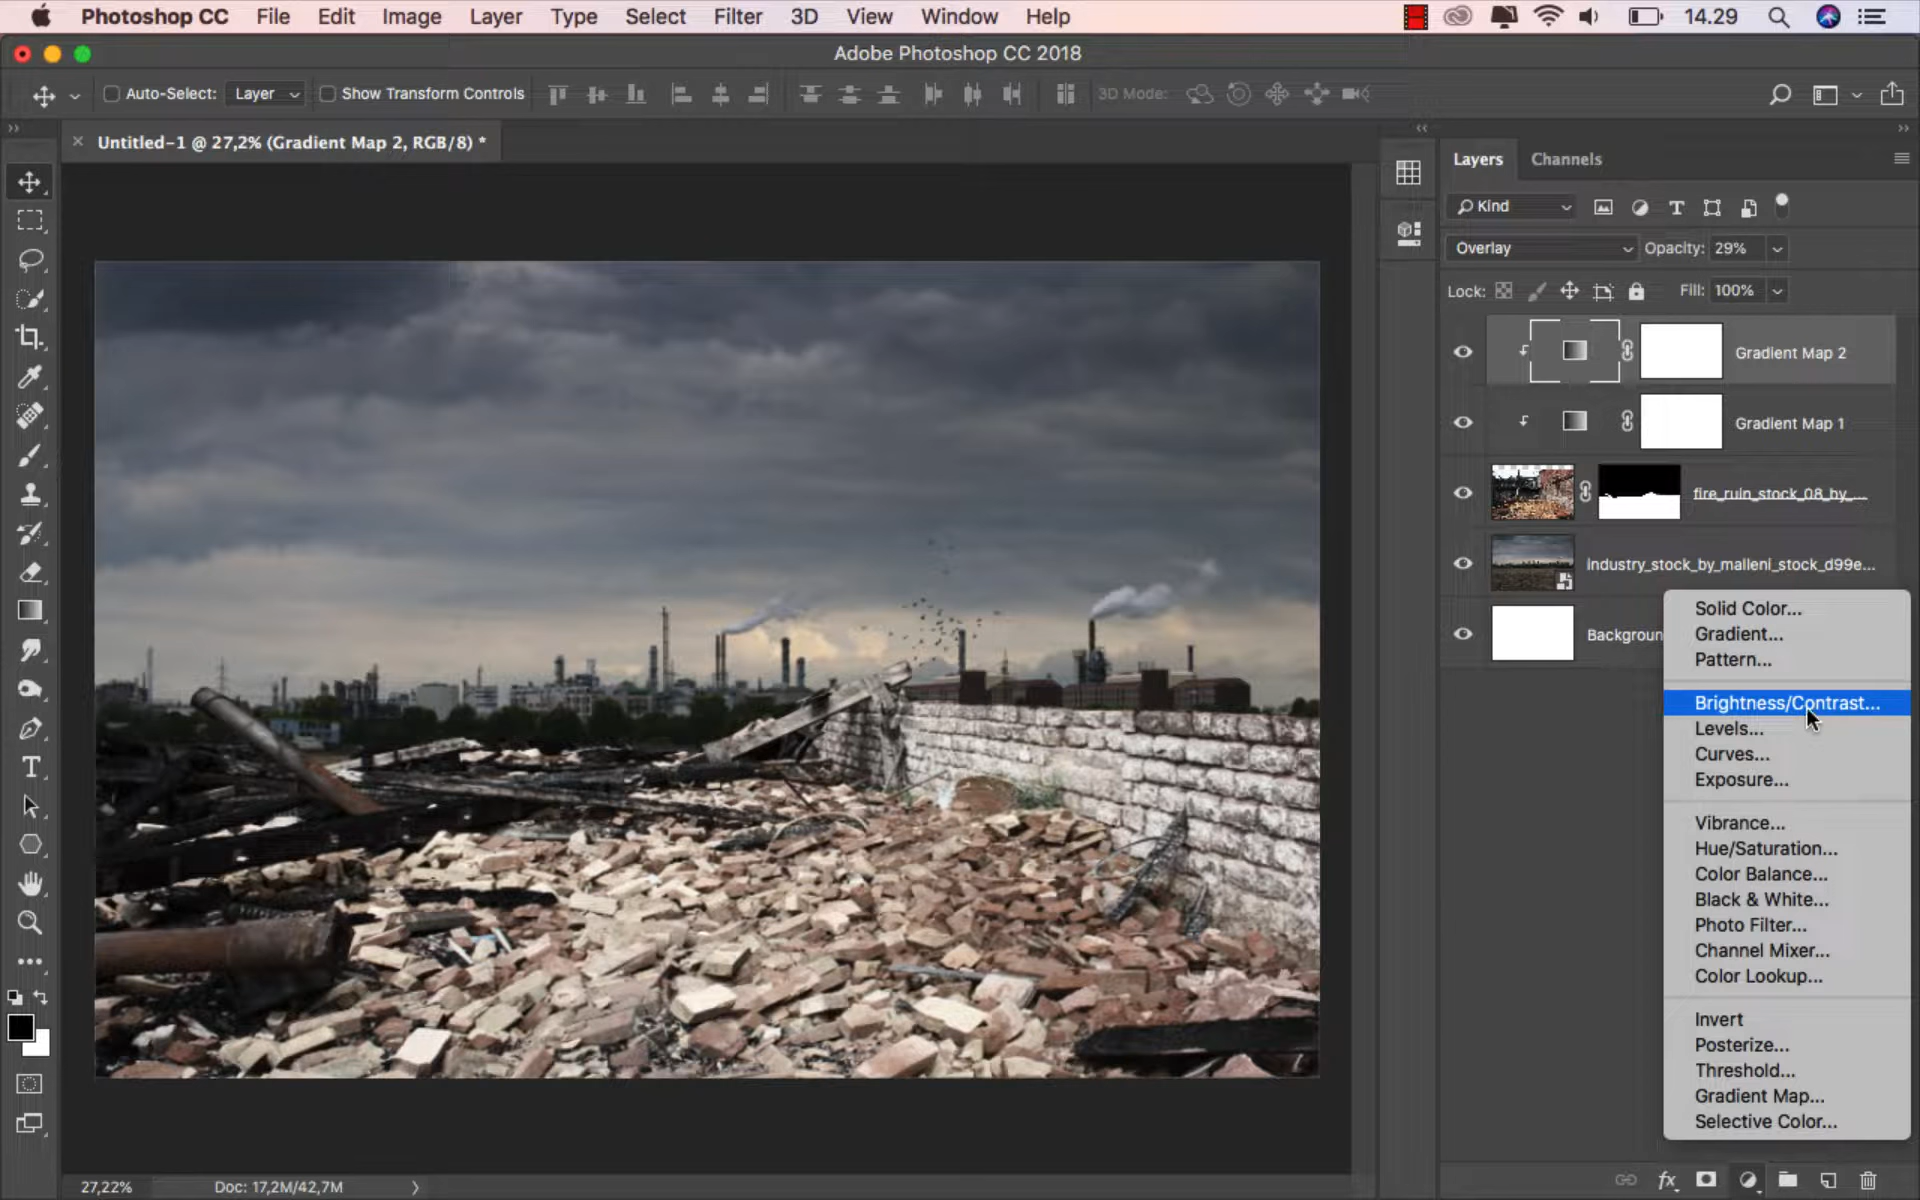 Photoshop CC File Edit Image Layer Type Select Filter 3D View Window Help 14.29
Adobe Photoshop CC 2018
Auto-Select: Layer Show Transform Controls 3D Mode:
Untitled-1 @ 27,2% (Gradient Map 2, RGB/8) *
Layers Channels
Kind
Overlay Opacity: 29%
Lock: Fill: 100%
Gradient Map 2
Gradient Map 1
fire_ruin_stock_08_by_...
industry_stock_by_malleni_stock_d99e...
Backgroun
Solid Color...
Gradient...
Pattern...
Brightness/Contrast...
Levels...
Curves...
Exposure...
Vibrance...
Hue/Saturation...
Color Balance...
Black & White...
Photo Filter...
Channel Mixer...
Color Lookup...
Invert
Posterize...
Threshold...
Gradient Map...
Selective Color...
27,22% Doc: 17,2M/42,7M
fx